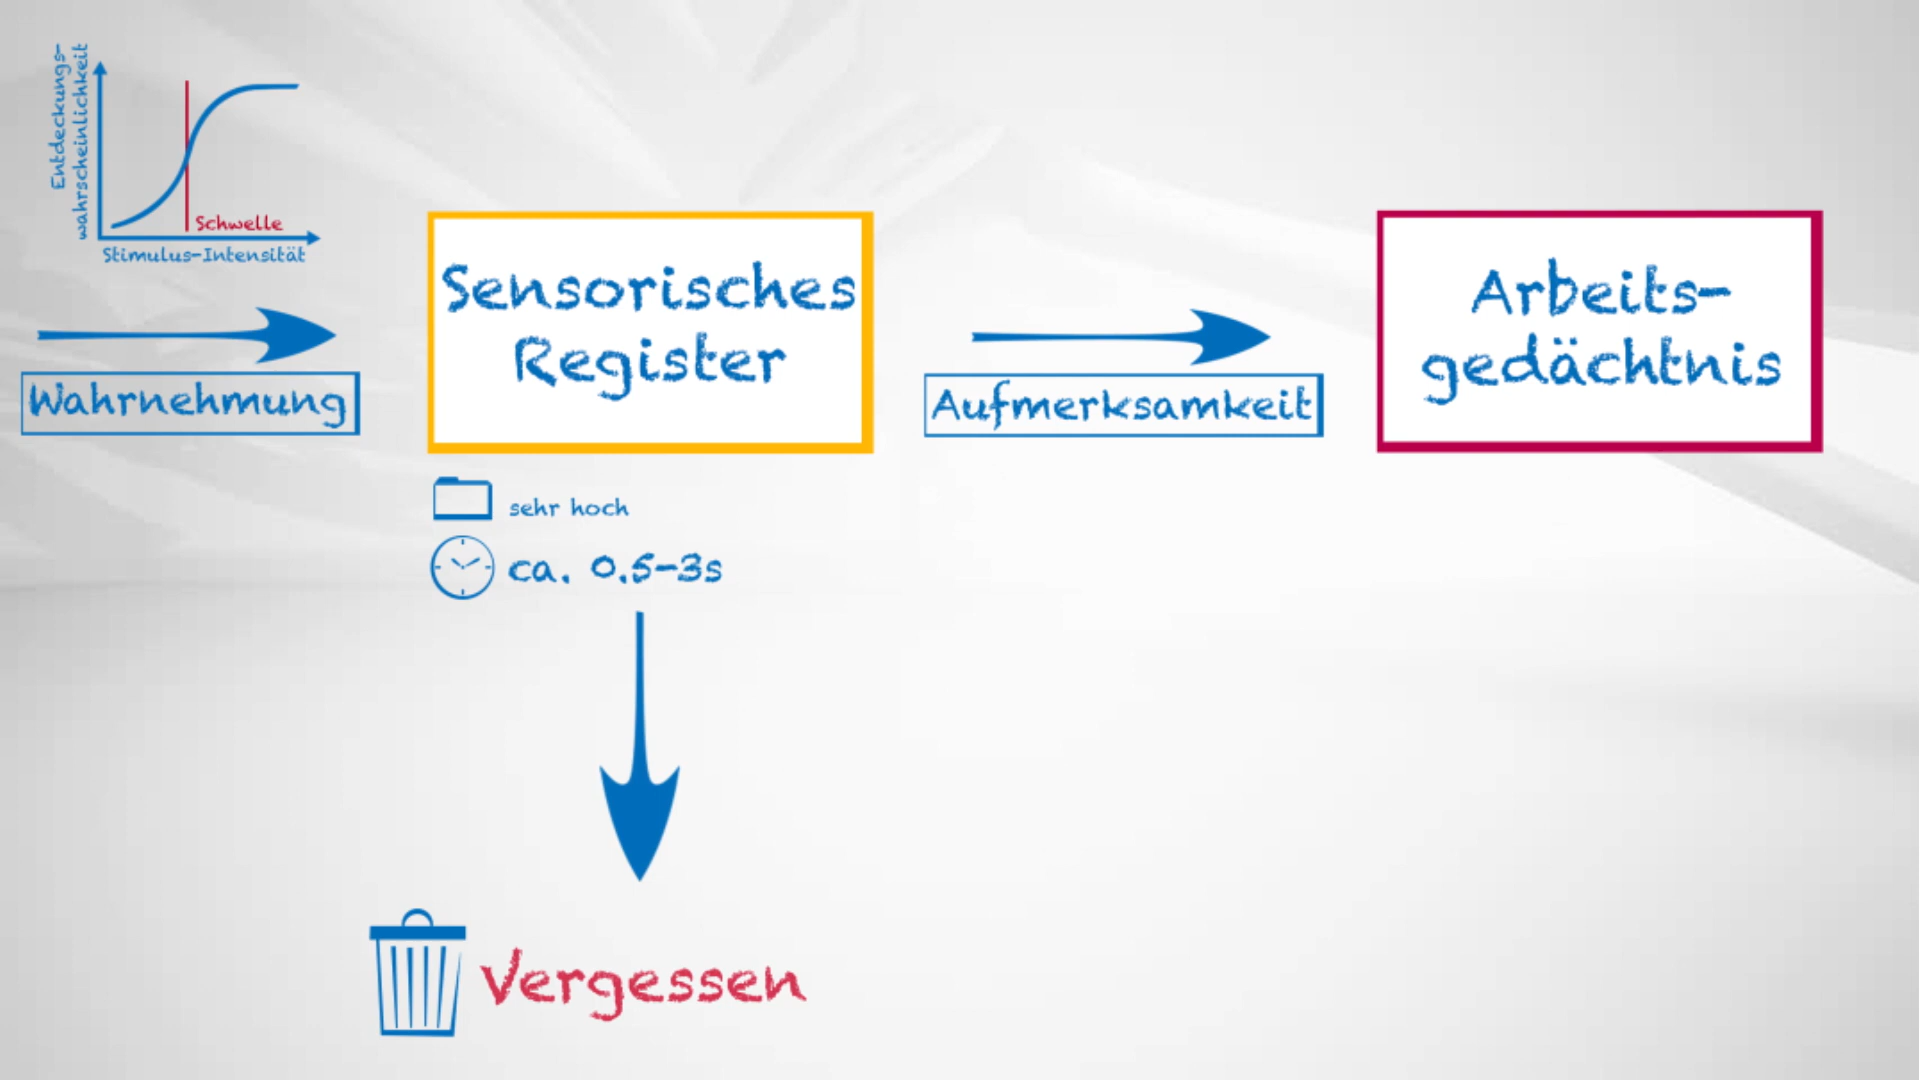 Entdeckungs-
wahrscheinlichkeit
Schwelle
Stimulus-Intensität
Wahrnehmung
Sensorisches
Register
sehr hoch
ca. 0.5-3s
Aufmerksamkeit
Arbeits-
gedächtnis
Vergessen